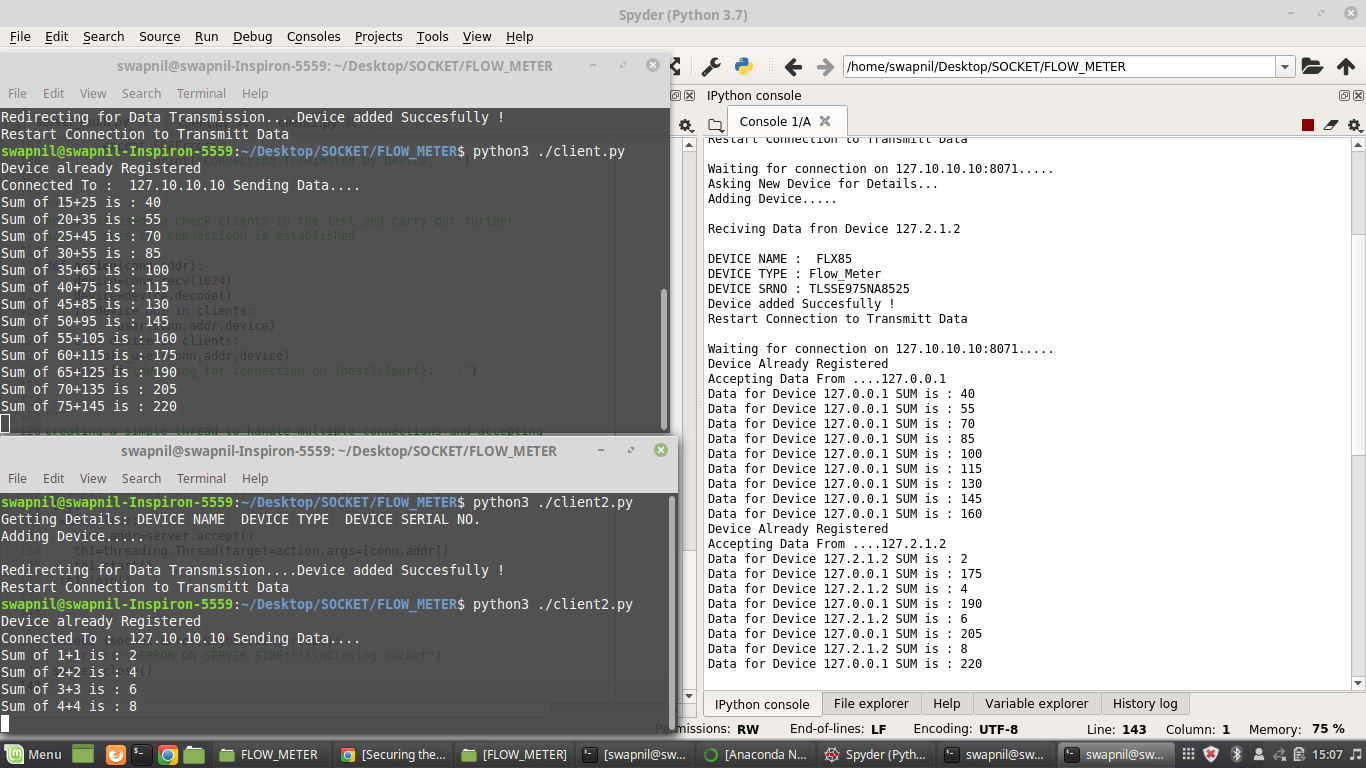 Spyder (Python 3.7)
File Edit Search Source Run Debug Consoles Projects Tools View Help
swapnil@swapnil-Inspiron-5559: ~/Desktop/SOCKET/FLOW_METER
File Edit View Search Terminal Help
Redirecting for Data Transmission....Device added Succesfully !
Restart Connection to Transmitt Data
swapnil@swapnil-Inspiron-5559:~/Desktop/SOCKET/FLOW_METER$ python3 ./client.py
Device already Registered
Connected To :  127.10.10.10 Sending Data....
Sum of 15+25 is : 40
Sum of 20+35 is : 55
Sum of 25+45 is : 70
Sum of 30+55 is : 85
Sum of 35+65 is : 100
Sum of 40+75 is : 115
Sum of 45+85 is : 130
Sum of 50+95 is : 145
Sum of 55+105 is : 160
Sum of 60+115 is : 175
Sum of 65+125 is : 190
Sum of 70+135 is : 205
Sum of 75+145 is : 220
swapnil@swapnil-Inspiron-5559: ~/Desktop/SOCKET/FLOW_METER
File Edit View Search Terminal Help
swapnil@swapnil-Inspiron-5559:~/Desktop/SOCKET/FLOW_METER$ python3 ./client2.py
Getting Details: DEVICE NAME  DEVICE TYPE  DEVICE SERIAL NO.
Adding Device.....
Redirecting for Data Transmission....Device added Succesfully !
Restart Connection to Transmitt Data
swapnil@swapnil-Inspiron-5559:~/Desktop/SOCKET/FLOW_METER$ python3 ./client2.py
Device already Registered
Connected To :  127.10.10.10 Sending Data....
Sum of 1+1 is : 2
Sum of 2+2 is : 4
Sum of 3+3 is : 6
Sum of 4+4 is : 8
/home/swapnil/Desktop/SOCKET/FLOW_METER
IPython console
Console 1/A
Restart Connection to Transmitt Data
Waiting for connection on 127.10.10.10:8071.....
Asking New Device for Details...
Adding Device.....
Reciving Data fron Device 127.2.1.2
DEVICE NAME :  FLX85
DEVICE TYPE : Flow_Meter
DEVICE SRNO : TLSSE975NA8525
Device added Succesfully !
Restart Connection to Transmitt Data
Waiting for connection on 127.10.10.10:8071.....
Device Already Registered
Accepting Data From ....127.0.0.1
Data for Device 127.0.0.1 SUM is : 40
Data for Device 127.0.0.1 SUM is : 55
Data for Device 127.0.0.1 SUM is : 70
Data for Device 127.0.0.1 SUM is : 85
Data for Device 127.0.0.1 SUM is : 100
Data for Device 127.0.0.1 SUM is : 115
Data for Device 127.0.0.1 SUM is : 130
Data for Device 127.0.0.1 SUM is : 145
Data for Device 127.0.0.1 SUM is : 160
Device Already Registered
Accepting Data From ....127.2.1.2
Data for Device 127.2.1.2 SUM is : 2
Data for Device 127.0.0.1 SUM is : 175
Data for Device 127.2.1.2 SUM is : 4
Data for Device 127.0.0.1 SUM is : 190
Data for Device 127.2.1.2 SUM is : 6
Data for Device 127.0.0.1 SUM is : 205
Data for Device 127.2.1.2 SUM is : 8
Data for Device 127.0.0.1 SUM is : 220
IPython console File explorer Help Variable explorer History log
Permissions: RW End-of-lines: LF Encoding: UTF-8 Line: 143 Column: 1 Memory: 75 %
Menu FLOW_METER [Securing the... [FLOW_METER] [swapnil@sw... [Anaconda N... Spyder (Pyth... swapnil@sw... swapnil@sw... 15:07